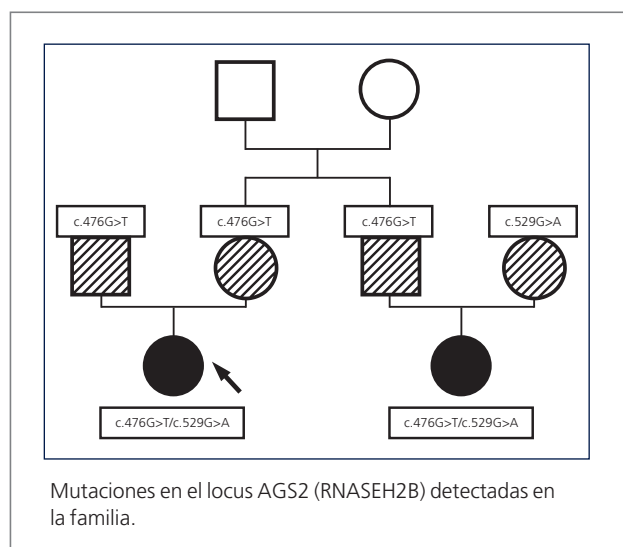 c.476G>T
c.476G>T
c.476G>T
c.529G>A
c.476G>T/c.529G>A
c.476G>T/c.529G>A
Mutaciones en el locus AGS2 (RNASEH2B) detectadas en
la familia.